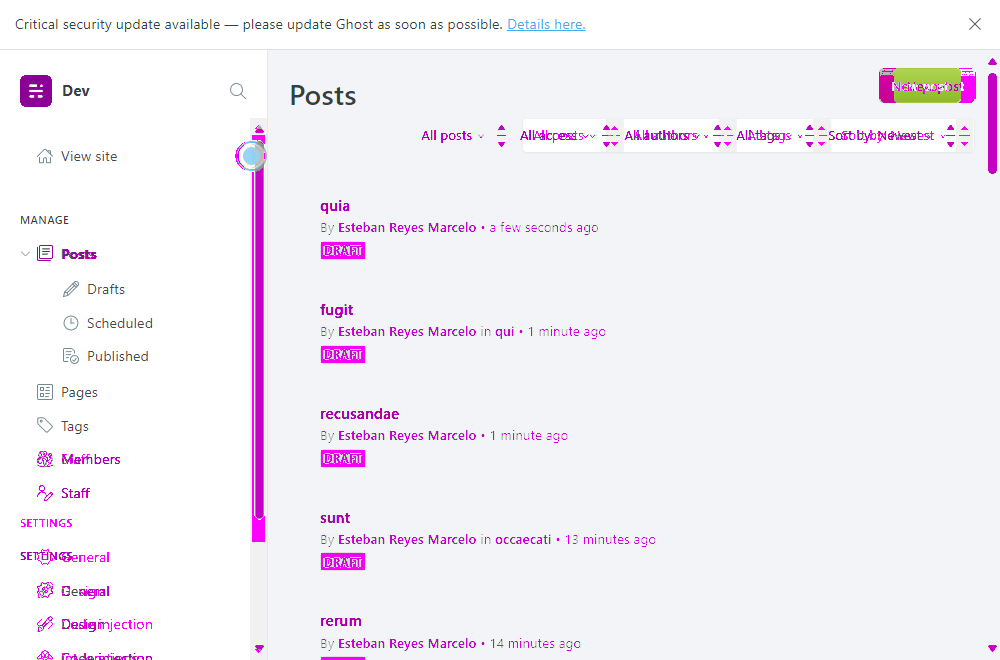 Critical security update available — please update Ghost as soon as possible. Details here.
Dev
View site
MANAGE
Posts
Drafts
Scheduled
Published
Pages
Tags
Members
Staff
SETTINGS
SETTINGS
General
General
Design
Posts
New post
All posts
All access
All authors
All tags
Sort by: Newest
quia
By Esteban Reyes Marcelo • a few seconds ago
DRAFT
fugit
By Esteban Reyes Marcelo in qui • 1 minute ago
DRAFT
recusandae
By Esteban Reyes Marcelo • 1 minute ago
DRAFT
sunt
By Esteban Reyes Marcelo in occaecati • 13 minutes ago
DRAFT
rerum
By Esteban Reyes Marcelo • 14 minutes ago